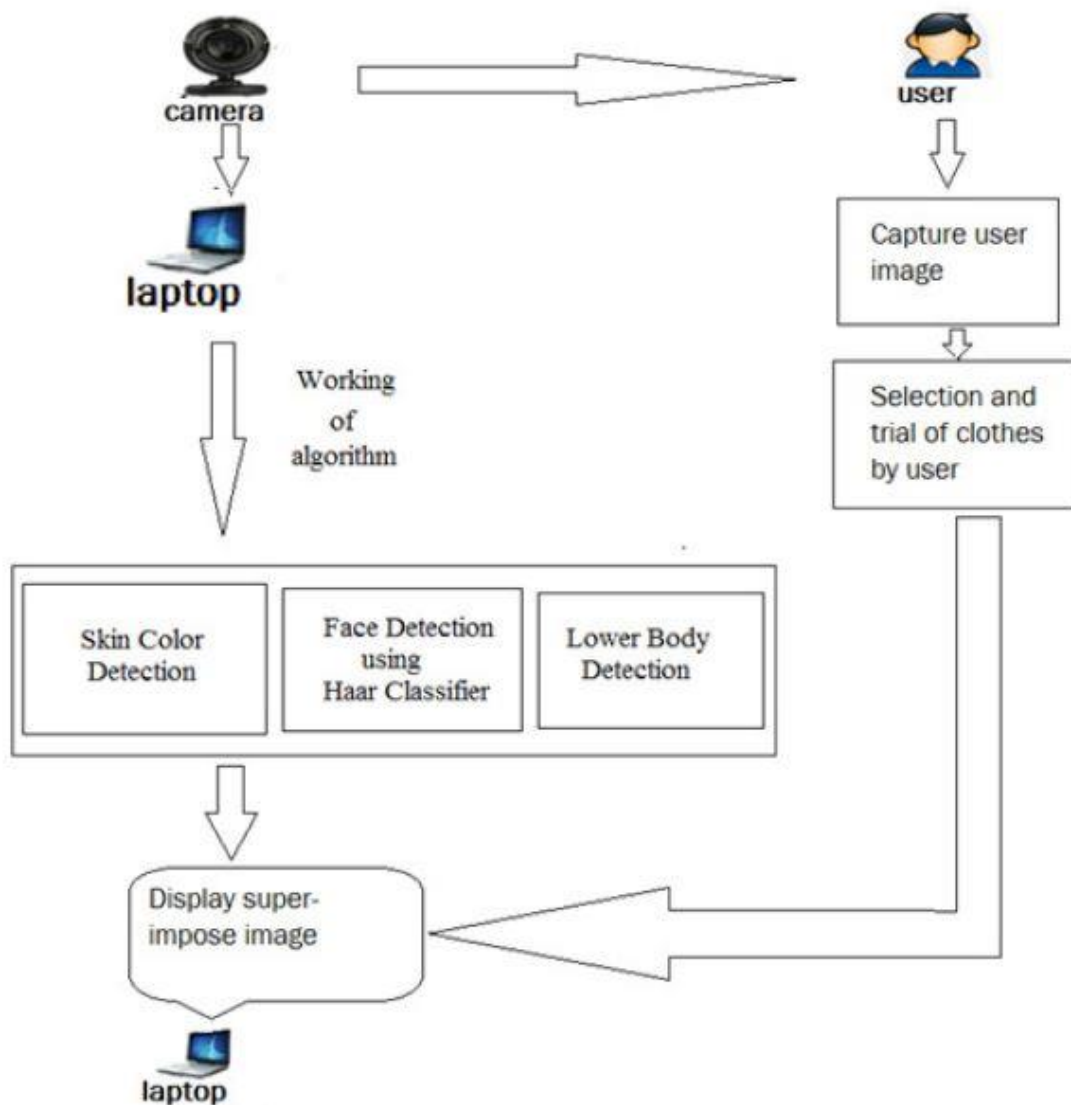 camera
user
laptop
Capture user
image
Working
of
algorithm
Selection and
trial of clothes
by user
Skin Color
Detection
Face Detection
using
Haar Classifier
Lower Body
Detection
Display super-
impose image
laptop